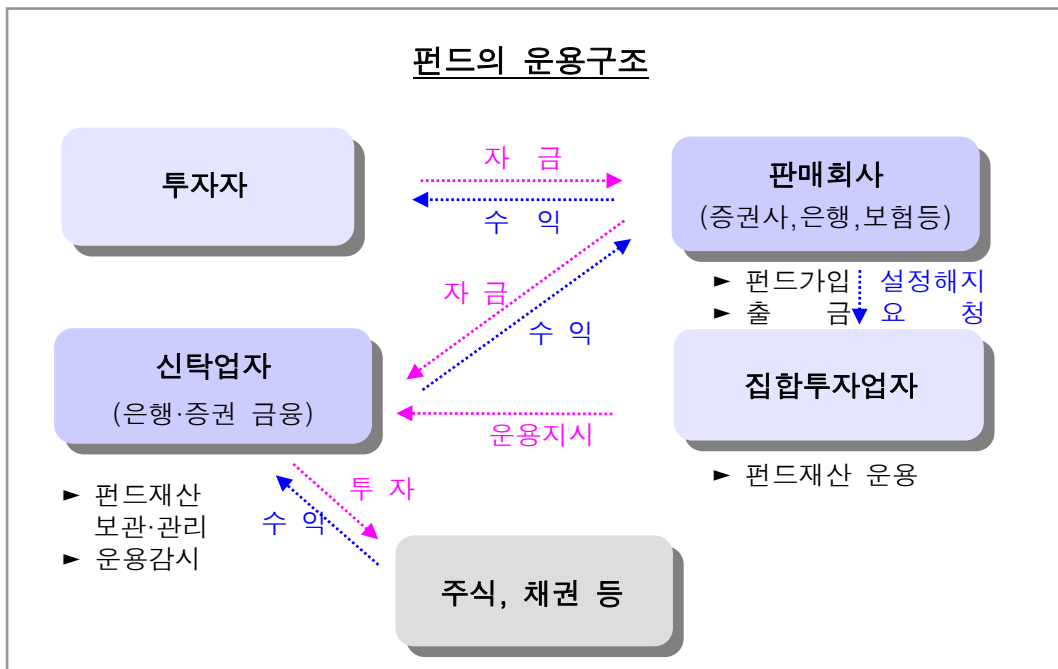 펀드의 운용구조
투자자
자 금
수 익
판매회사
(증권사,은행,보험등)
► 펀드가입
► 출 금
설정해지
요 청
자 금
수 익
신탁업자
(은행·증권 금융)
집합투자업자
운용지시
► 펀드재산 운용
► 펀드재산
보관·관리
► 운용감시
투 자
수 익
주식, 채권 등